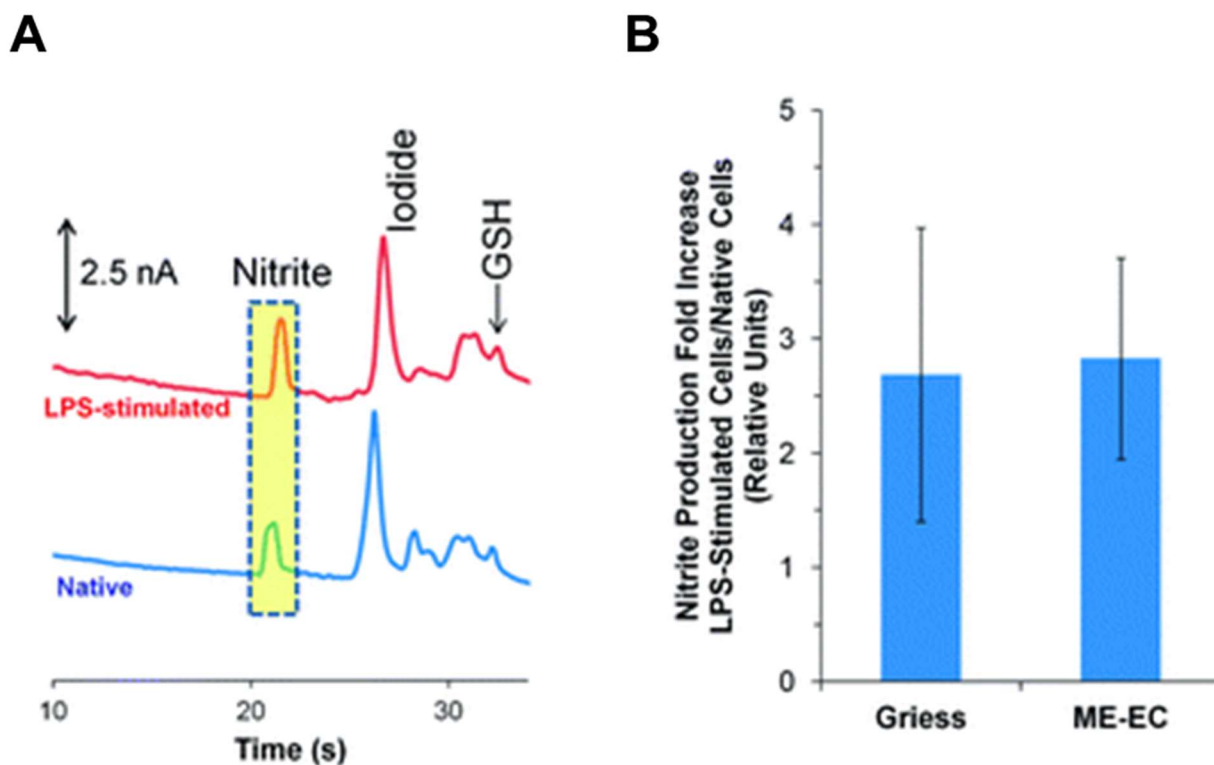 A
Iodide
GSH
2.5 nA
Nitrite
LPS-stimulated
Native
10
20
30
Time (s)
B
Nitrite Production Fold Increase
LPS-Stimulated Cells/Native Cells
(Relative Units)
5
4
3
2
1
0
Griess
ME-EC